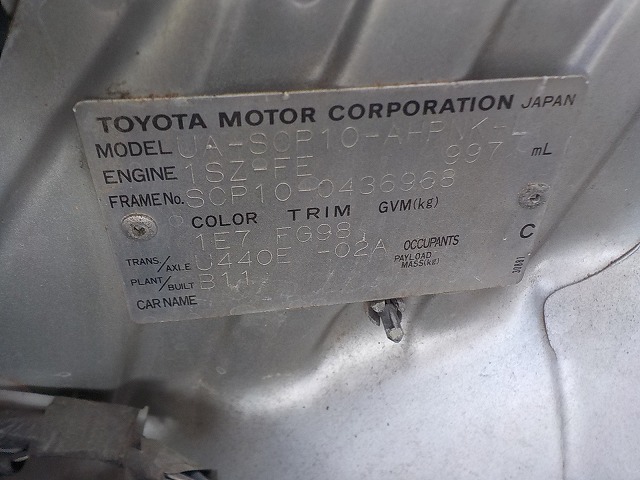 TOYOTA MOTOR CORPORATION JAPAN
MODEL UA-SCP10-AHPNK-
ENGINE 1SZ-FE 997 mL
FRAME No. SCP10-0436968
COLOR TRIM GVM(kg)
1E7 FG98 C
TRANS./AXLE U440E -02A OCCUPANTS
PAYLOAD MASS(kg)
PLANT/BUILT B11
CAR NAME